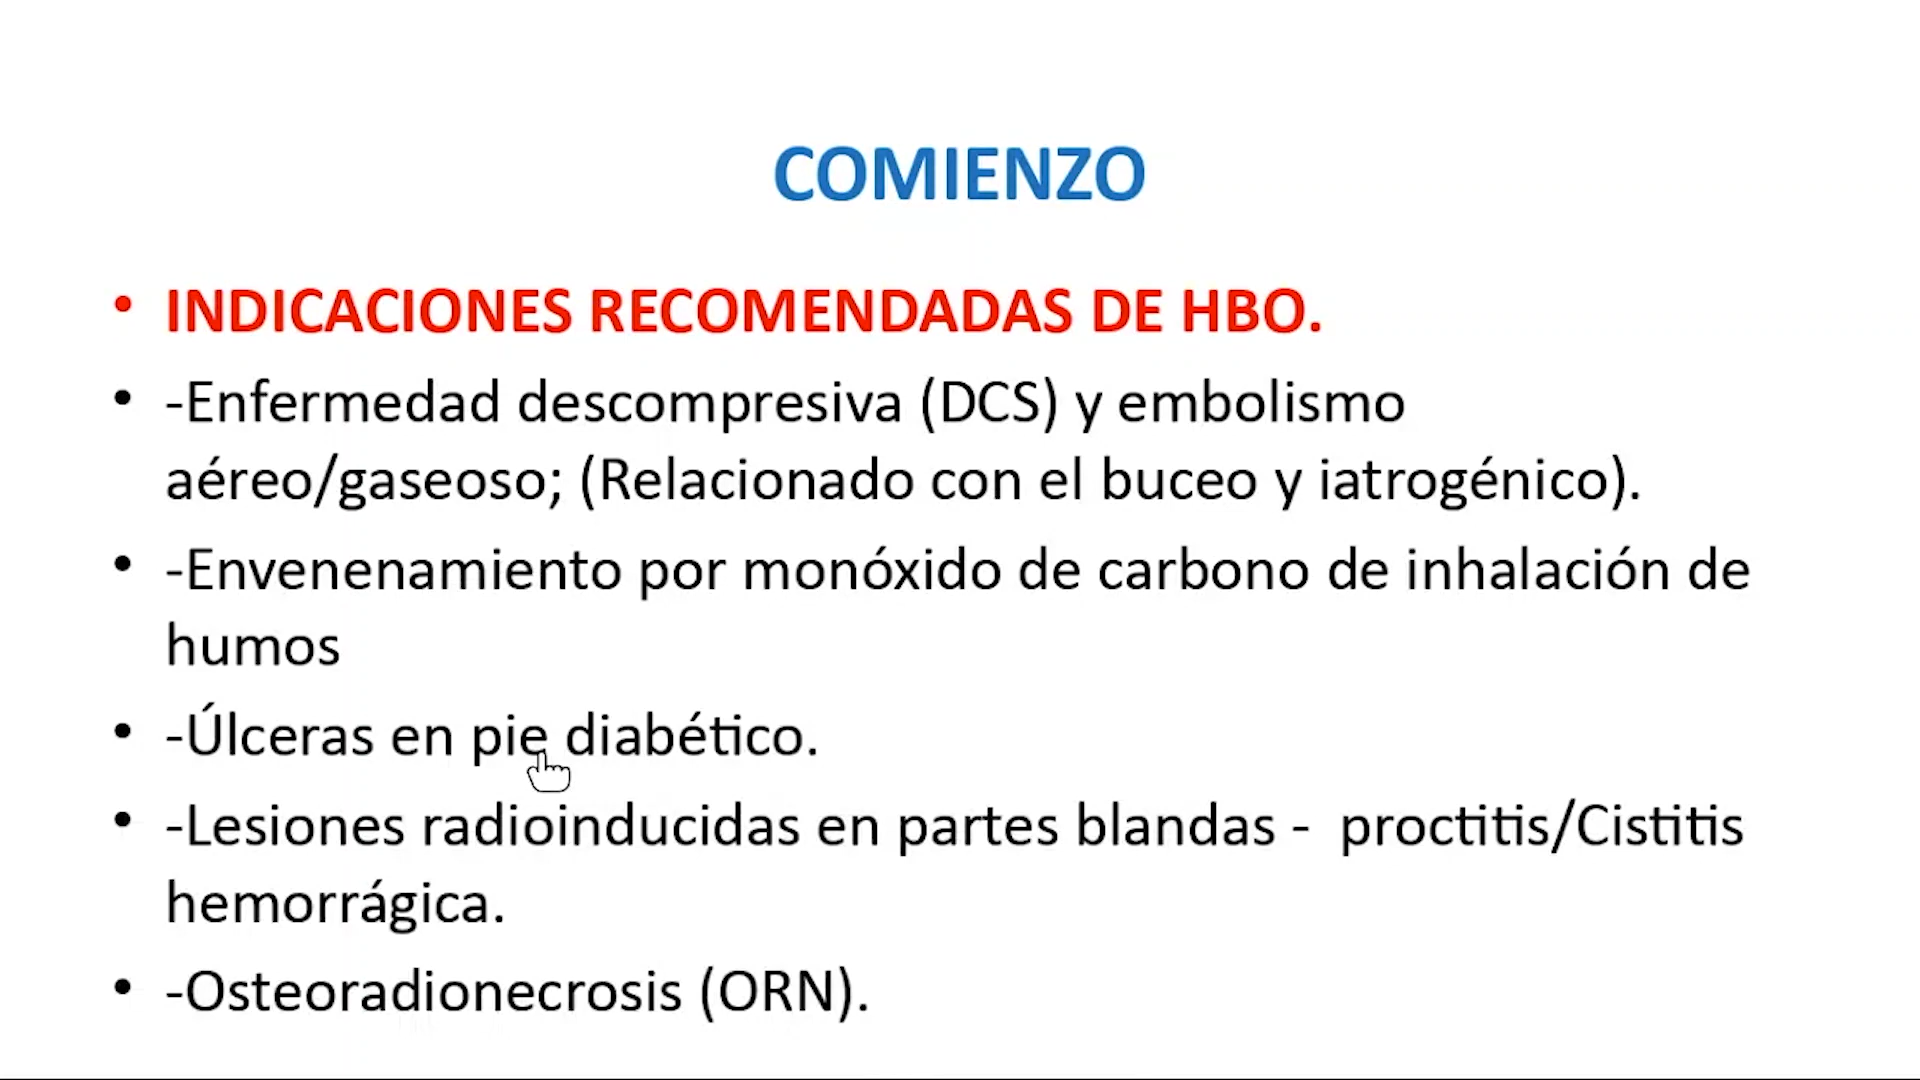 COMIENZO
• INDICACIONES RECOMENDADAS DE HBO.
• -Enfermedad descompresiva (DCS) y embolismo
aéreo/gaseoso; (Relacionado con el buceo y iatrogénico).
• -Envenenamiento por monóxido de carbono de inhalación de
humos
• -Úlceras en pie diabético.
• -Lesiones radioinducidas en partes blandas - proctitis/Cistitis
hemorrágica.
• -Osteoradionecrosis (ORN).